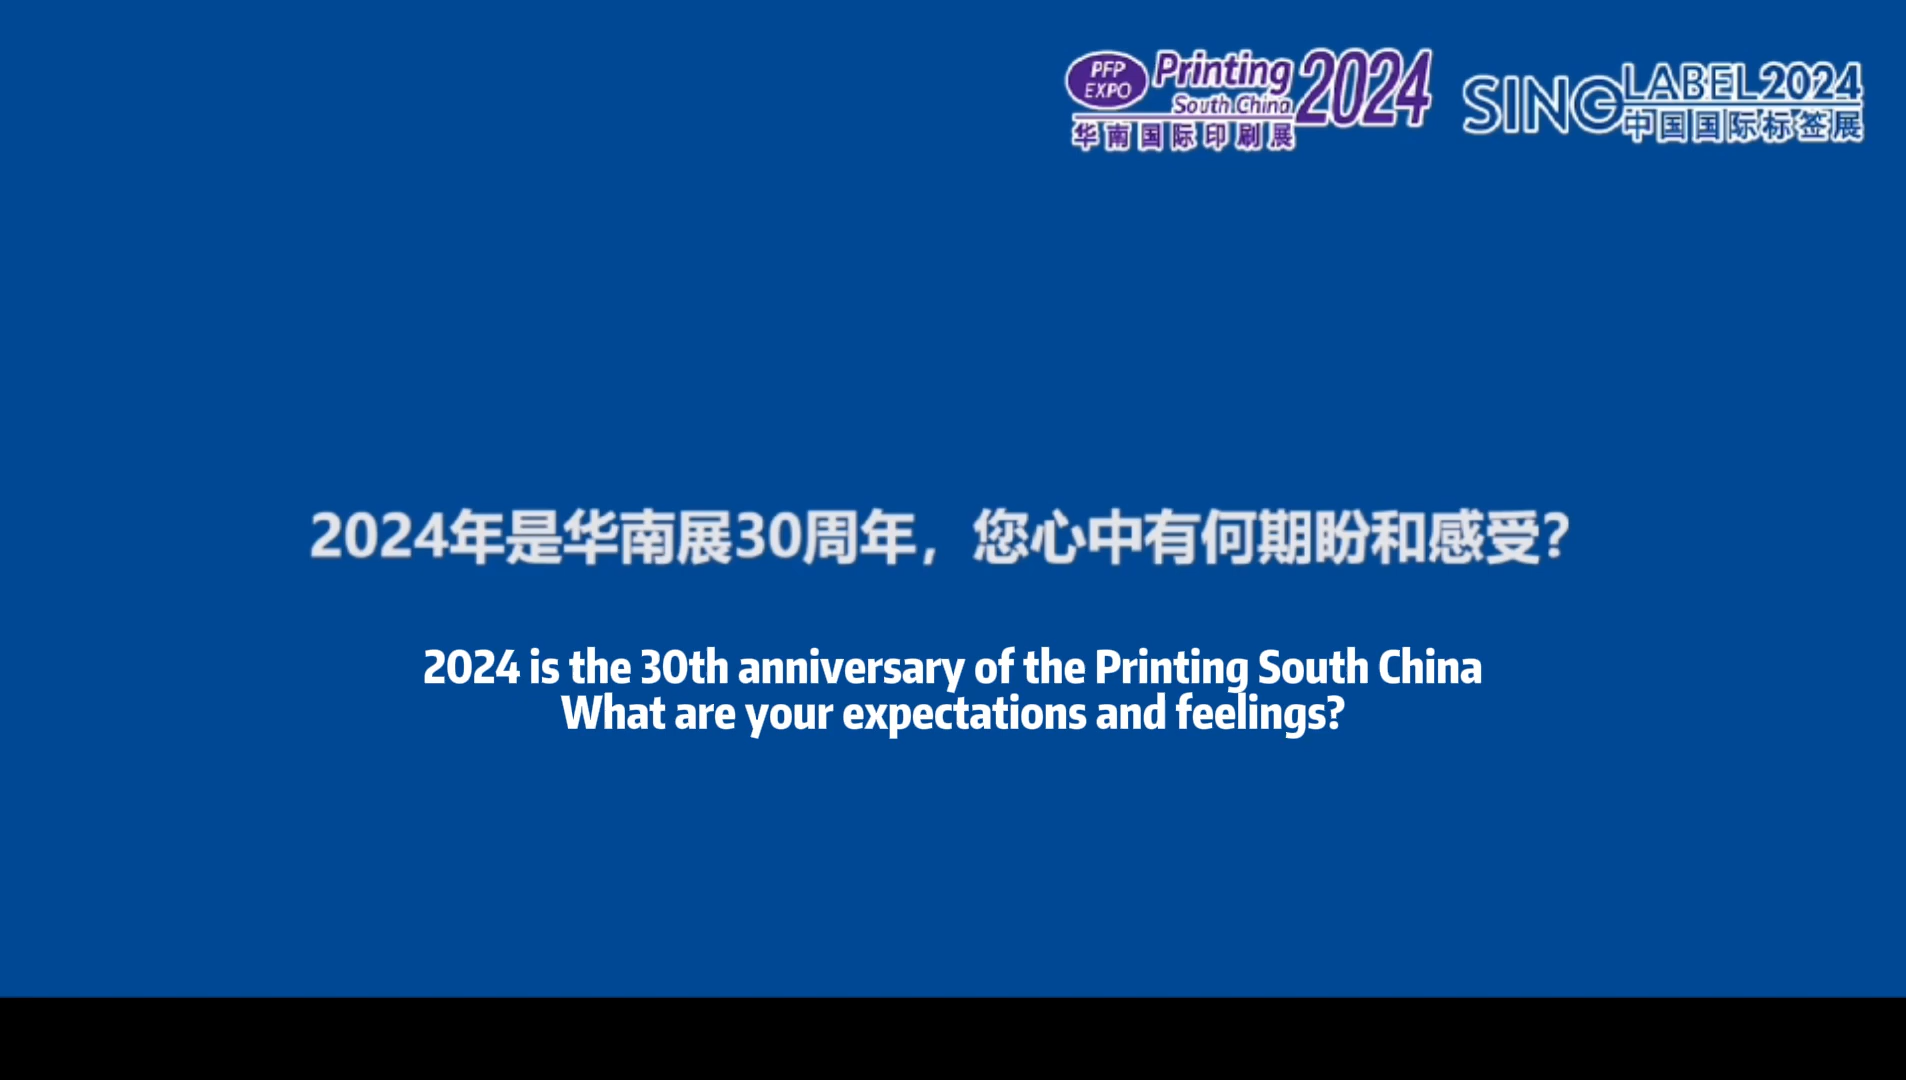 PFP EXPO Printing South China 2024
华南国际印刷展
SINO LABEL 2024
中国国际标签展
2024年是华南展30周年，您心中有何期盼和感受？
2024 is the 30th anniversary of the Printing South China
What are your expectations and feelings?